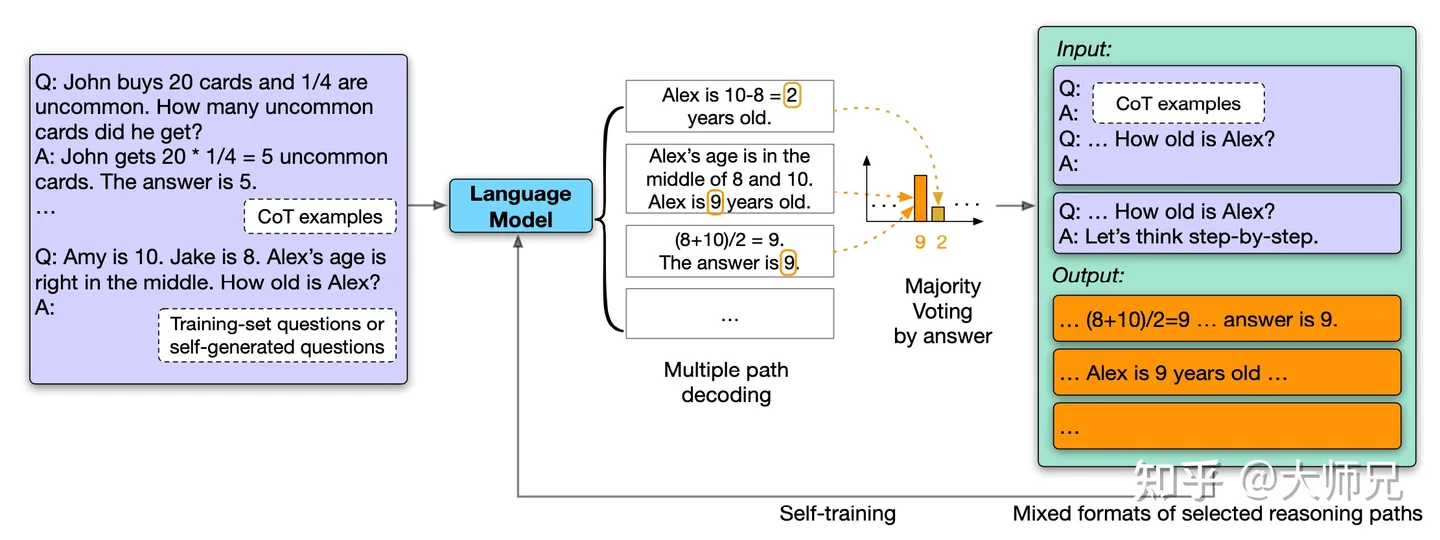 Q: John buys 20 cards and 1/4 are
uncommon. How many uncommon
cards did he get?
A: John gets 20 * 1/4 = 5 uncommon
cards. The answer is 5.
…
CoT examples
Q: Amy is 10. Jake is 8. Alex’s age is
right in the middle. How old is Alex?
A:
Training-set questions or
self-generated questions
Language
Model
Alex is 10-8 = 2
years old.
Alex’s age is in the
middle of 8 and 10.
Alex is 9 years old.
(8+10)/2 = 9.
The answer is 9.
…
Multiple path
decoding
… …
9 2
Majority
Voting
by answer
Input:
Q:
A:
CoT examples
Q: … How old is Alex?
A:
Q: … How old is Alex?
A: Let’s think step-by-step.
Output:
… (8+10)/2=9 … answer is 9.
… Alex is 9 years old …
…
知乎 @大师兄
Self-training
Mixed formats of selected reasoning paths